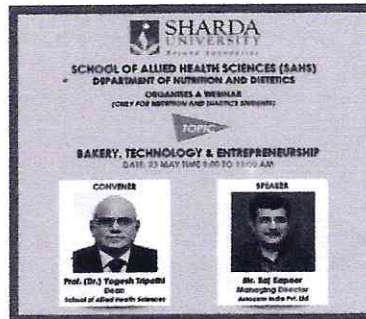 SHARDA
UNIVERSITY
Beyond Boundaries
SCHOOL OF ALLIED HEALTH SCIENCES (SAHS)
DEPARTMENT OF NUTRITION AND DIETETICS
ORGANISES A WEBINAR
(ONLY FOR NUTRITION AND DIETICS STUDENTS)
TOPIC
BAKERY, TECHNOLOGY & ENTREPRENEURSHIP
DATE: 23 MAY TIME 9:00 TO 11:00 AM
CONVENER
Prof. (Dr.) Yogesh Tripathi
Dean
School of Allied Health Sciences
SPEAKER
Mr. Raj Kapoor
Managing Director
India Pvt. Ltd